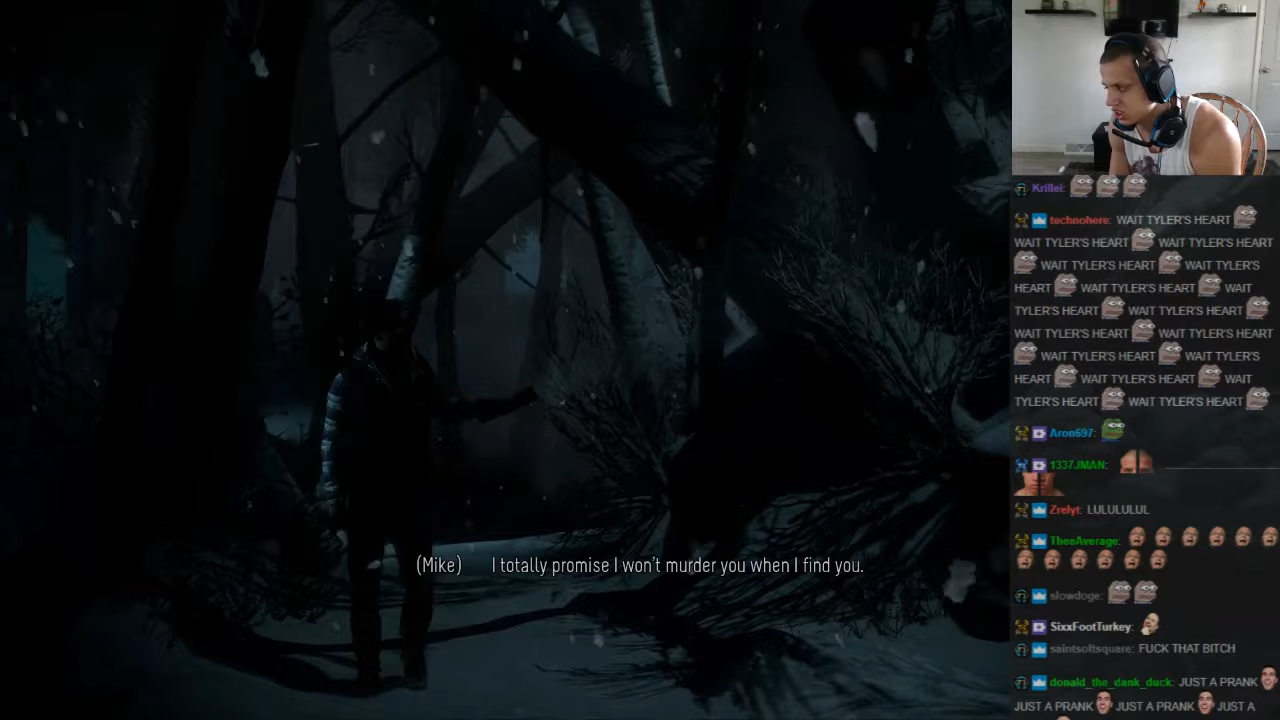 (Mike) I totally promise I won't murder you when I find you.
Krillei:
technohere: WAIT TYLER'S HEART
WAIT TYLER'S HEART WAIT TYLER'S HEART
WAIT TYLER'S HEART WAIT TYLER'S
HEART WAIT TYLER'S HEART WAIT
TYLER'S HEART WAIT TYLER'S HEART
WAIT TYLER'S HEART WAIT TYLER'S HEART
WAIT TYLER'S HEART WAIT TYLER'S
HEART WAIT TYLER'S HEART WAIT
TYLER'S HEART WAIT TYLER'S HEART
Aron697:
1337JMAN:
Zrelyt: LULULULUL
TbeeAverage:
slowdoge:
SixxFootTurkey:
saintsoftsquare: FUCK THAT BITCH
donald_the_dank_duck: JUST A PRANK
JUST A PRANK JUST A PRANK JUST A